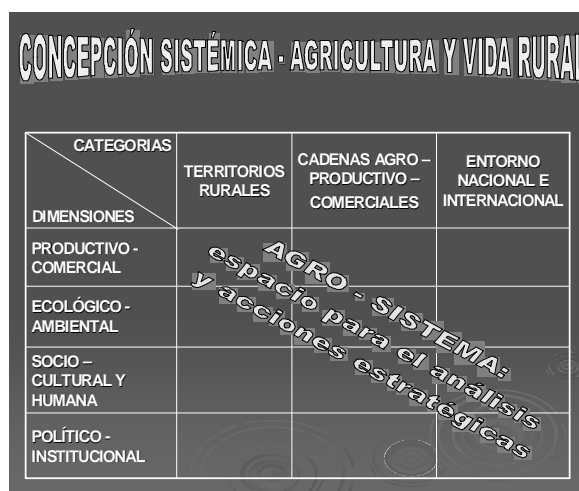 CONCEPCIÓN SISTÉMICA - AGRICULTURA Y VIDA RURAL
CATEGORIAS
DIMENSIONES
TERRITORIOS
RURALES
CADENAS AGRO –
PRODUCTIVO –
COMERCIALES
ENTORNO
NACIONAL E
INTERNACIONAL
PRODUCTIVO -
COMERCIAL
ECOLÓGICO -
AMBIENTAL
SOCIO –
CULTURAL Y
HUMANA
POLÍTICO -
INSTITUCIONAL
AGRO - SISTEMA:
espacio para el análisis
y acciones estratégicas